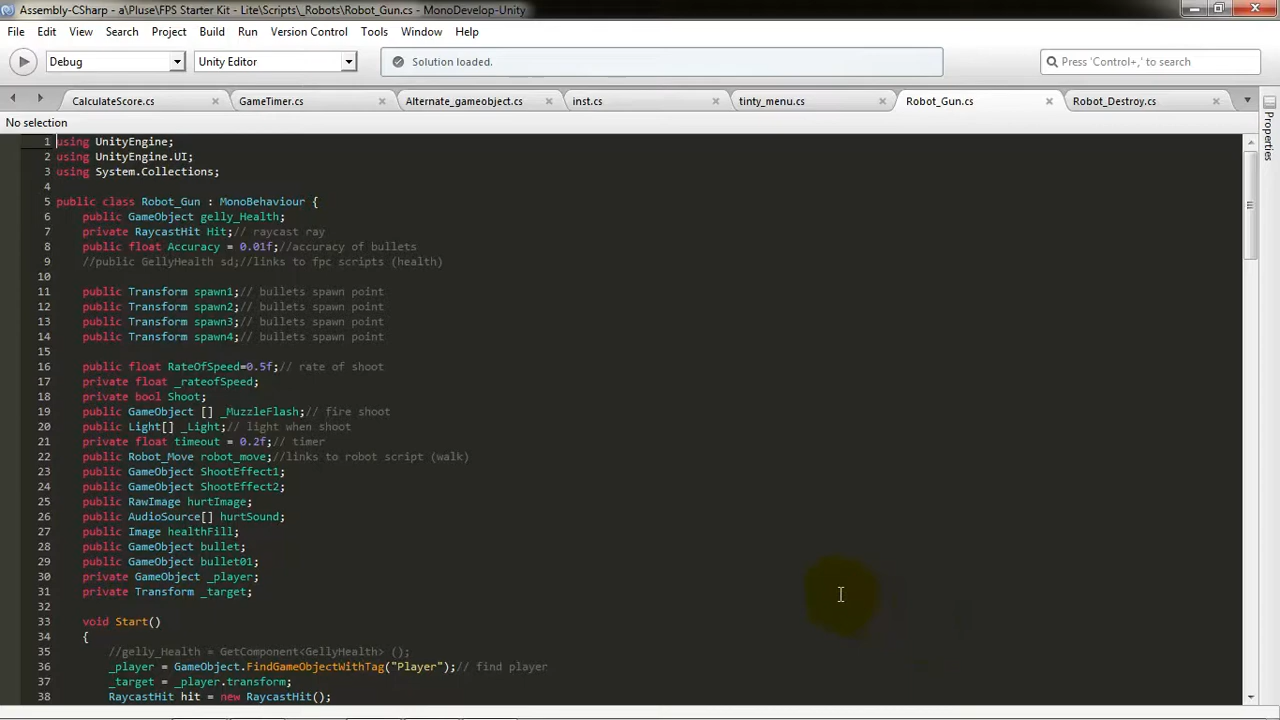 Assembly-CSharp - a\Pluse\FPS Starter Kit - Lite\Scripts\_Robots\Robot_Gun.cs - MonoDevelop-Unity
File Edit View Search Project Build Run Version Control Tools Window Help
Debug Unity Editor Solution loaded. Press 'Control+,' to search
CalculateScore.cs GameTimer.cs Alternate_gameobject.cs inst.cs tinty_menu.cs Robot_Gun.cs Robot_Destroy.cs
Properties
No selection
1 using UnityEngine;
2 using UnityEngine.UI;
3 using System.Collections;
4
5 public class Robot_Gun : MonoBehaviour {
6 public GameObject gelly_Health;
7 private RaycastHit Hit;// raycast ray
8 public float Accuracy = 0.01f;//accuracy of bullets
9 //public GellyHealth sd;//links to fpc scripts (health)
10
11 public Transform spawn1;// bullets spawn point
12 public Transform spawn2;// bullets spawn point
13 public Transform spawn3;// bullets spawn point
14 public Transform spawn4;// bullets spawn point
15
16 public float RateOfSpeed=0.5f;// rate of shoot
17 private float _rateofSpeed;
18 private bool Shoot;
19 public GameObject [] _MuzzleFlash;// fire shoot
20 public Light[] _Light;// light when shoot
21 private float timeout = 0.2f;// timer
22 public Robot_Move robot_move;//links to robot script (walk)
23 public GameObject ShootEffect1;
24 public GameObject ShootEffect2;
25 public RawImage hurtImage;
26 public AudioSource[] hurtSound;
27 public Image healthFill;
28 public GameObject bullet;
29 public GameObject bullet01;
30 private GameObject _player;
31 private Transform _target;
32
33 void Start()
34 {
35 //gelly_Health = GetComponent<GellyHealth> ();
36 _player = GameObject.FindGameObjectWithTag("Player");// find player
37 _target = _player.transform;
38 RaycastHit hit = new RaycastHit();